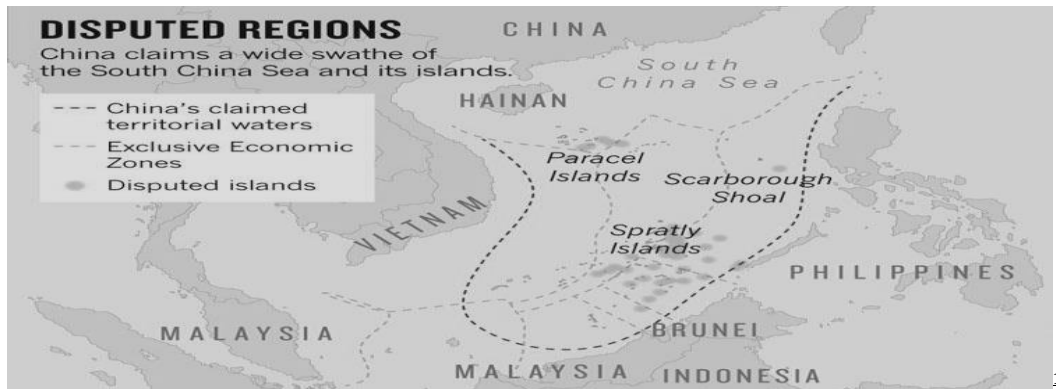 DISPUTED REGIONS
China claims a wide swathe of
the South China Sea and its islands.
China's claimed
territorial waters
Exclusive Economic
Zones
Disputed islands
CHINA
South
China Sea
HAINAN
Paracel
Islands
Scarborough
Shoal
VIETNAM
Spratly
Islands
PHILIPPINES
MALAYSIA
BRUNEI
MALAYSIA
INDONESIA